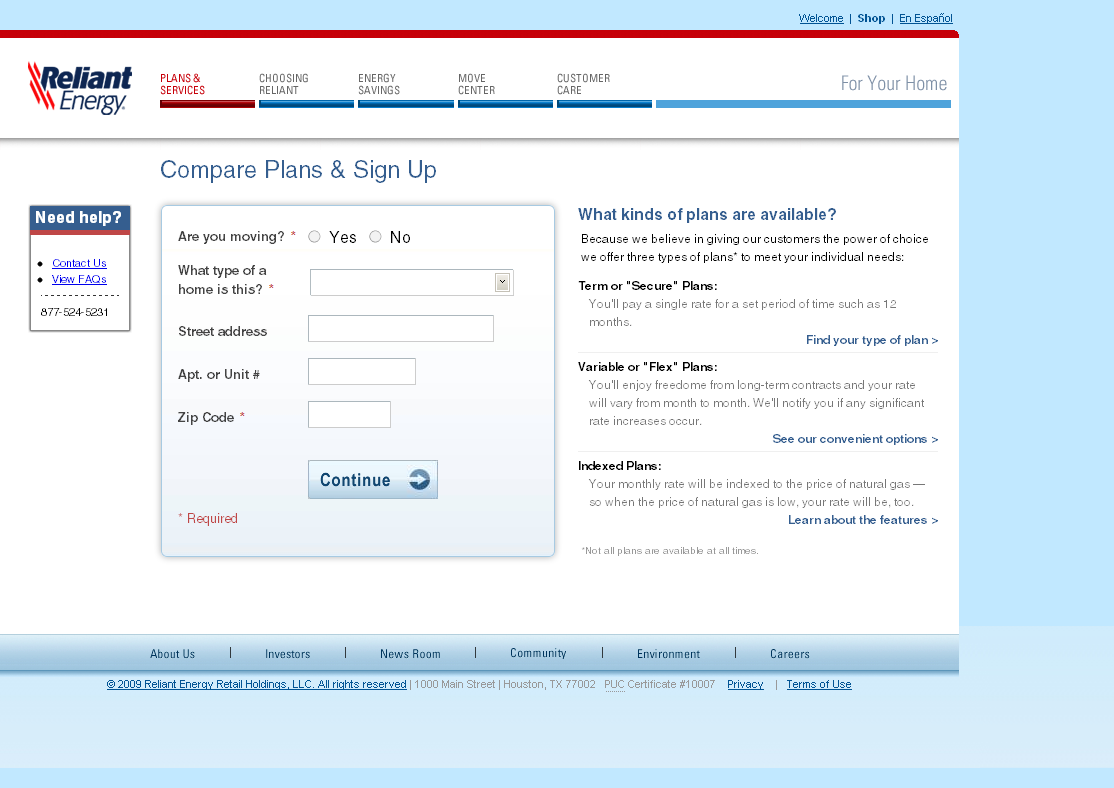 Welcome | Shop | En Español
Reliant
Energy.
PLANS &
SERVICES
CHOOSING
RELIANT
ENERGY
SAVINGS
MOVE
CENTER
CUSTOMER
CARE
For Your Home
Compare Plans & Sign Up
Need help?
Contact Us
View FAQs
877-524-5231
Are you moving? * Yes No
What type of a
home is this? *
Street address
Apt. or Unit #
Zip Code *
Continue
* Required
What kinds of plans are available?
Because we believe in giving our customers the power of choice
we offer three types of plans* to meet your individual needs:
Term or "Secure" Plans:
You'll pay a single rate for a set period of time such as 12
months.
Find your type of plan >
Variable or "Flex" Plans:
You'll enjoy freedome from long-term contracts and your rate
will vary from month to month. We'll notify you if any significant
rate increases occur.
See our convenient options >
Indexed Plans:
Your monthly rate will be indexed to the price of natural gas —
so when the price of natural gas is low, your rate will be, too.
Learn about the features >
*Not all plans are available at all times.
About Us | Investors | News Room | Community | Environment | Careers
© 2009 Reliant Energy Retail Holdings, LLC. All rights reserved | 1000 Main Street | Houston, TX 77002 PUC Certificate #10007 Privacy | Terms of Use